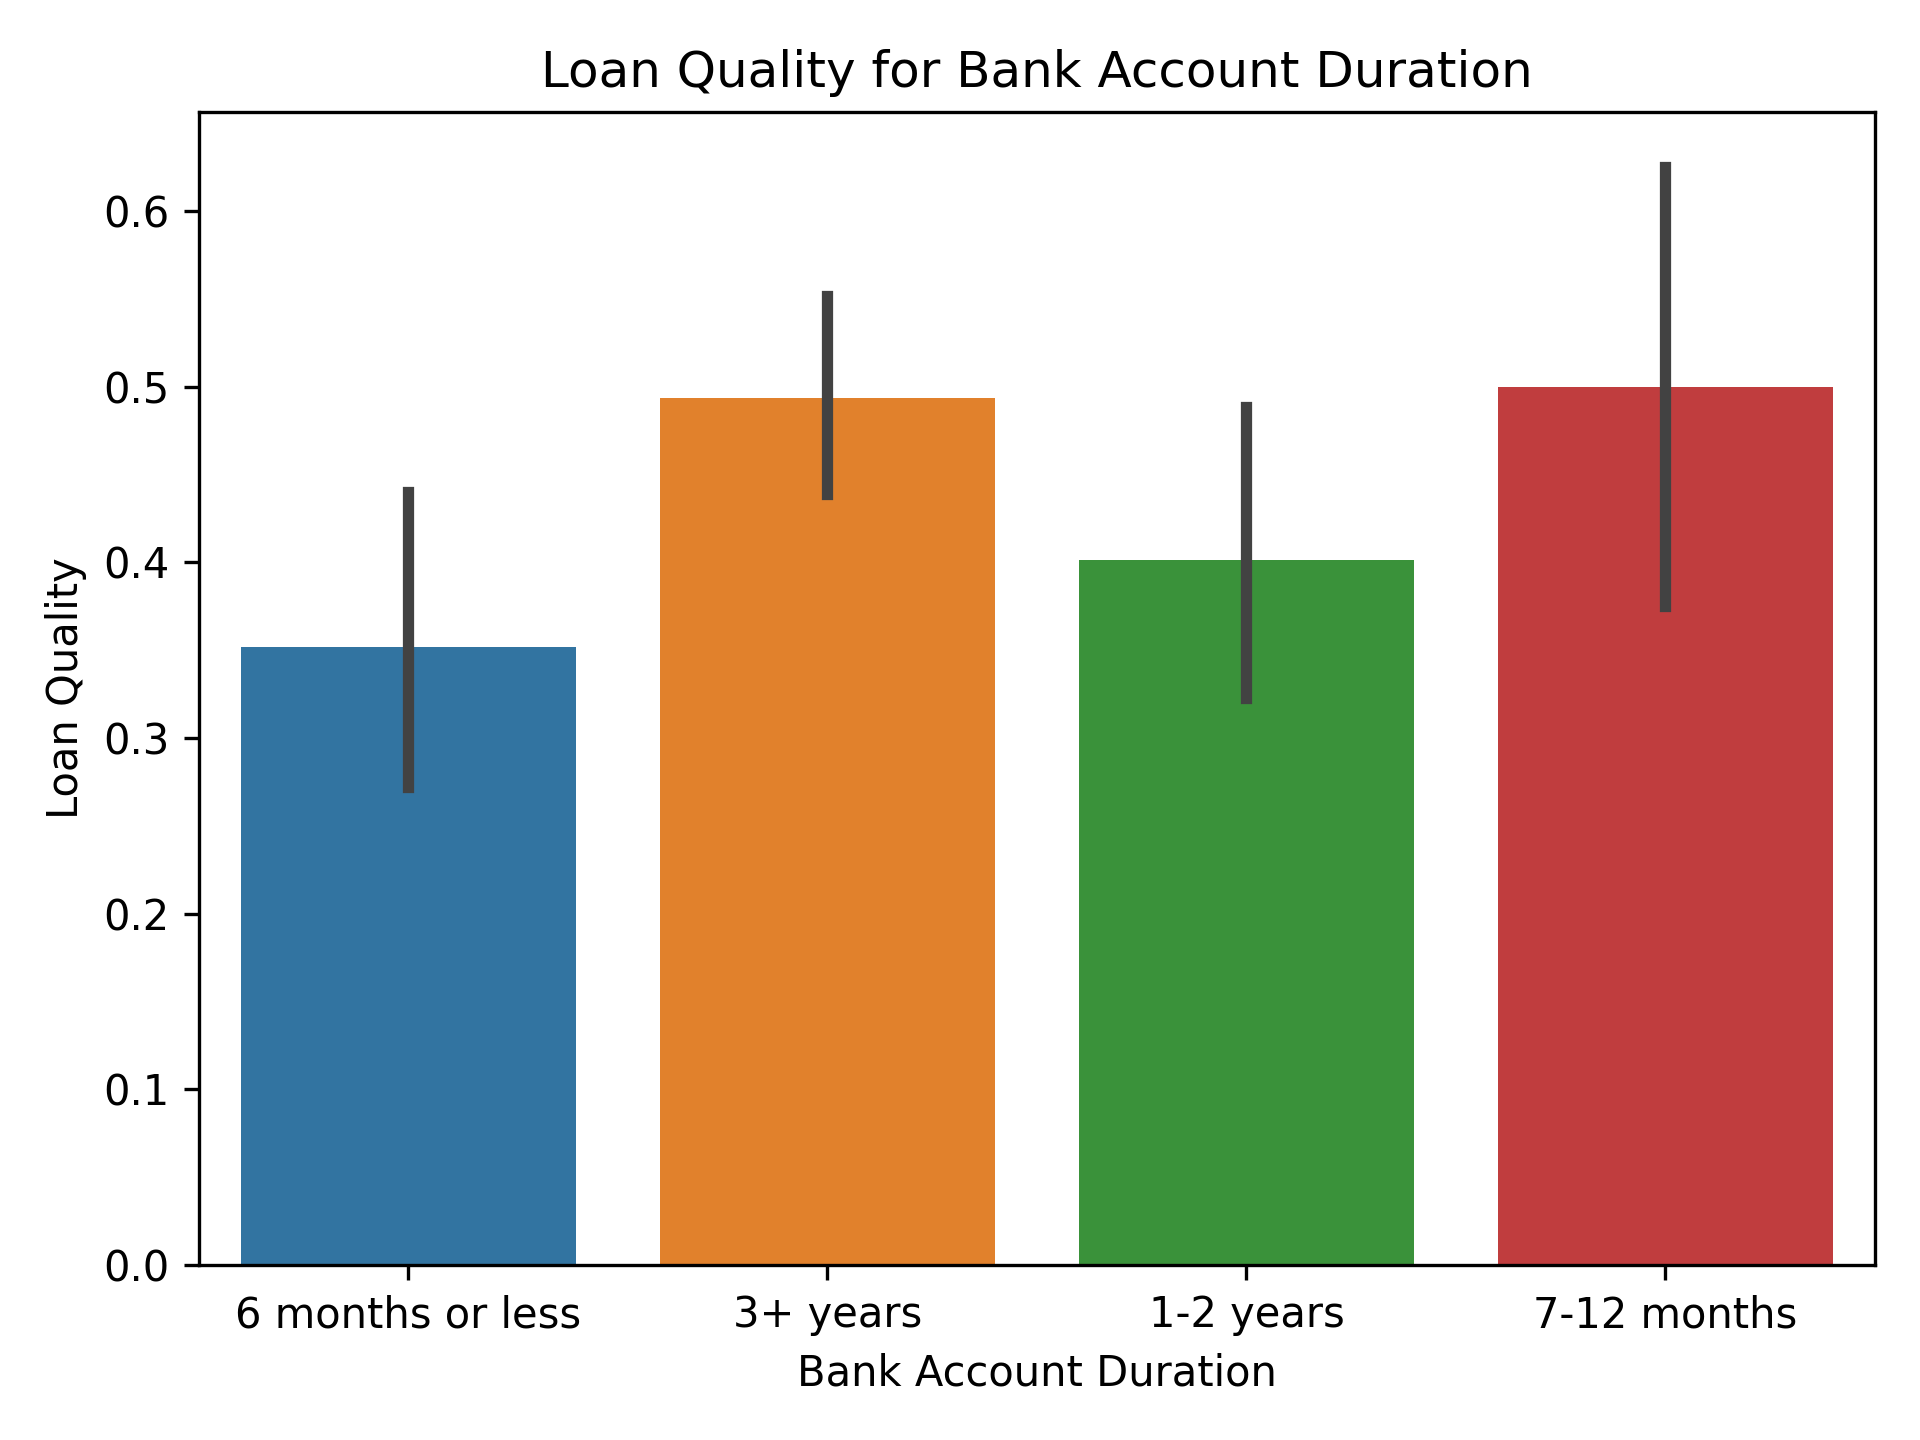 Loan Quality for Bank Account Duration
Loan Quality
0.6
0.5
0.4
0.3
0.2
0.1
0.0
6 months or less
3+ years
1-2 years
7-12 months
Bank Account Duration